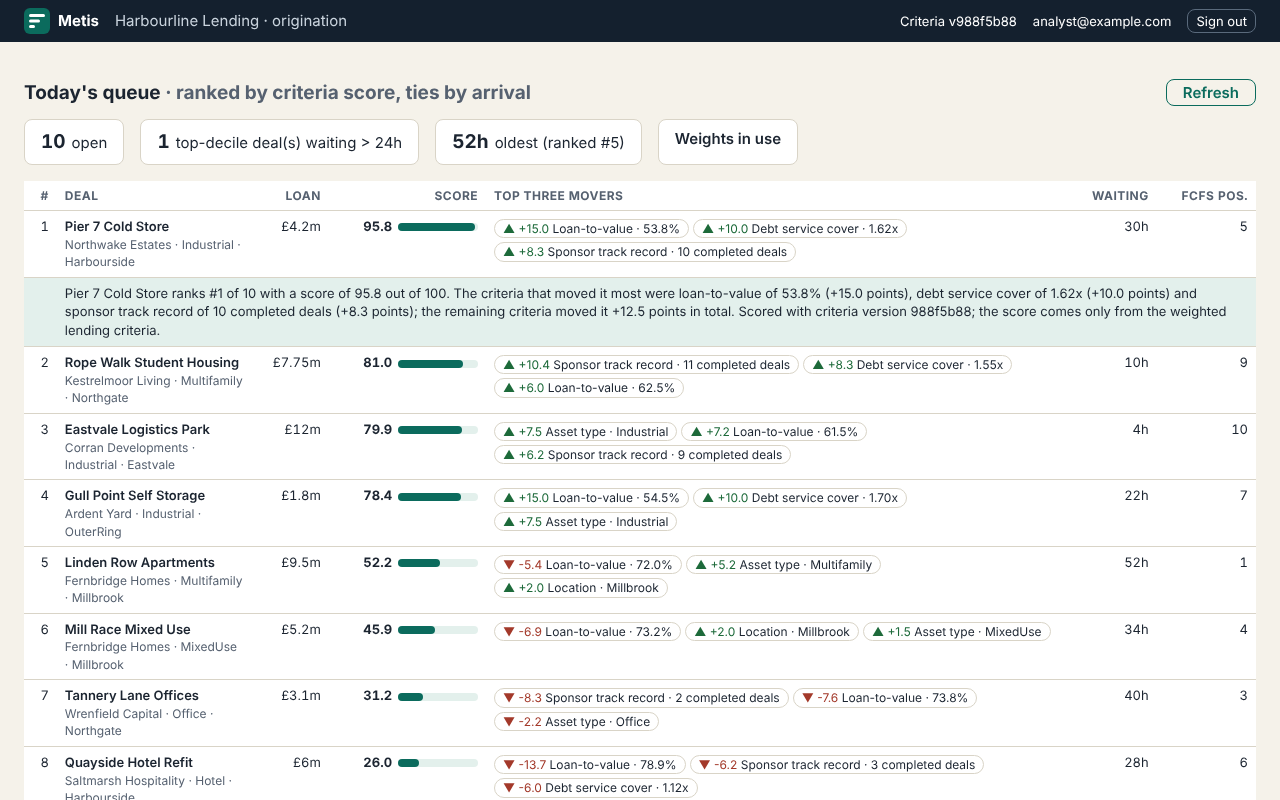 Metis Harbourline Lending · origination Criteria v988f5b88 analyst@example.com Sign out
Today's queue · ranked by criteria score, ties by arrival Refresh
10 open 1 top-decile deal(s) waiting > 24h 52h oldest (ranked #5) Weights in use
# DEAL LOAN SCORE TOP THREE MOVERS WAITING FCFS POS.
1 Pier 7 Cold Store £4.2m 95.8 ▲ +15.0 Loan-to-value · 53.8% ▲ +10.0 Debt service cover · 1.62x 30h 5
Northwake Estates · Industrial ·
Harbourside
▲ +8.3 Sponsor track record · 10 completed deals
Pier 7 Cold Store ranks #1 of 10 with a score of 95.8 out of 100. The criteria that moved it most were loan-to-value of 53.8% (+15.0 points), debt service cover of 1.62x (+10.0 points) and
sponsor track record of 10 completed deals (+8.3 points); the remaining criteria moved it +12.5 points in total. Scored with criteria version 988f5b88; the score comes only from the weighted
lending criteria.
2 Rope Walk Student Housing £7.75m 81.0 ▲ +10.4 Sponsor track record · 11 completed deals ▲ +8.3 Debt service cover · 1.55x 10h 9
Kestrelmoor Living · Multifamily
· Northgate
▲ +6.0 Loan-to-value · 62.5%
3 Eastvale Logistics Park £12m 79.9 ▲ +7.5 Asset type · Industrial ▲ +7.2 Loan-to-value · 61.5% 4h 10
Corran Developments ·
Industrial · Eastvale
▲ +6.2 Sponsor track record · 9 completed deals
4 Gull Point Self Storage £1.8m 78.4 ▲ +15.0 Loan-to-value · 54.5% ▲ +10.0 Debt service cover · 1.70x 22h 7
Ardent Yard · Industrial ·
OuterRing
▲ +7.5 Asset type · Industrial
5 Linden Row Apartments £9.5m 52.2 ▼ -5.4 Loan-to-value · 72.0% ▲ +5.2 Asset type · Multifamily 52h 1
Fernbridge Homes · Multifamily
· Millbrook
▲ +2.0 Location · Millbrook
6 Mill Race Mixed Use £5.2m 45.9 ▼ -6.9 Loan-to-value · 73.2% ▲ +2.0 Location · Millbrook ▲ +1.5 Asset type · MixedUse 34h 4
Fernbridge Homes · MixedUse
· Millbrook
7 Tannery Lane Offices £3.1m 31.2 ▼ -8.3 Sponsor track record · 2 completed deals ▼ -7.6 Loan-to-value · 73.8% 40h 3
Wrenfield Capital · Office ·
Northgate
▼ -2.2 Asset type · Office
8 Quayside Hotel Refit £6m 26.0 ▼ -13.7 Loan-to-value · 78.9% ▼ -6.2 Sponsor track record · 3 completed deals 28h 6
Saltmarsh Hospitality · Hotel ·
Harbourside
▼ -6.0 Debt service cover · 1.12x